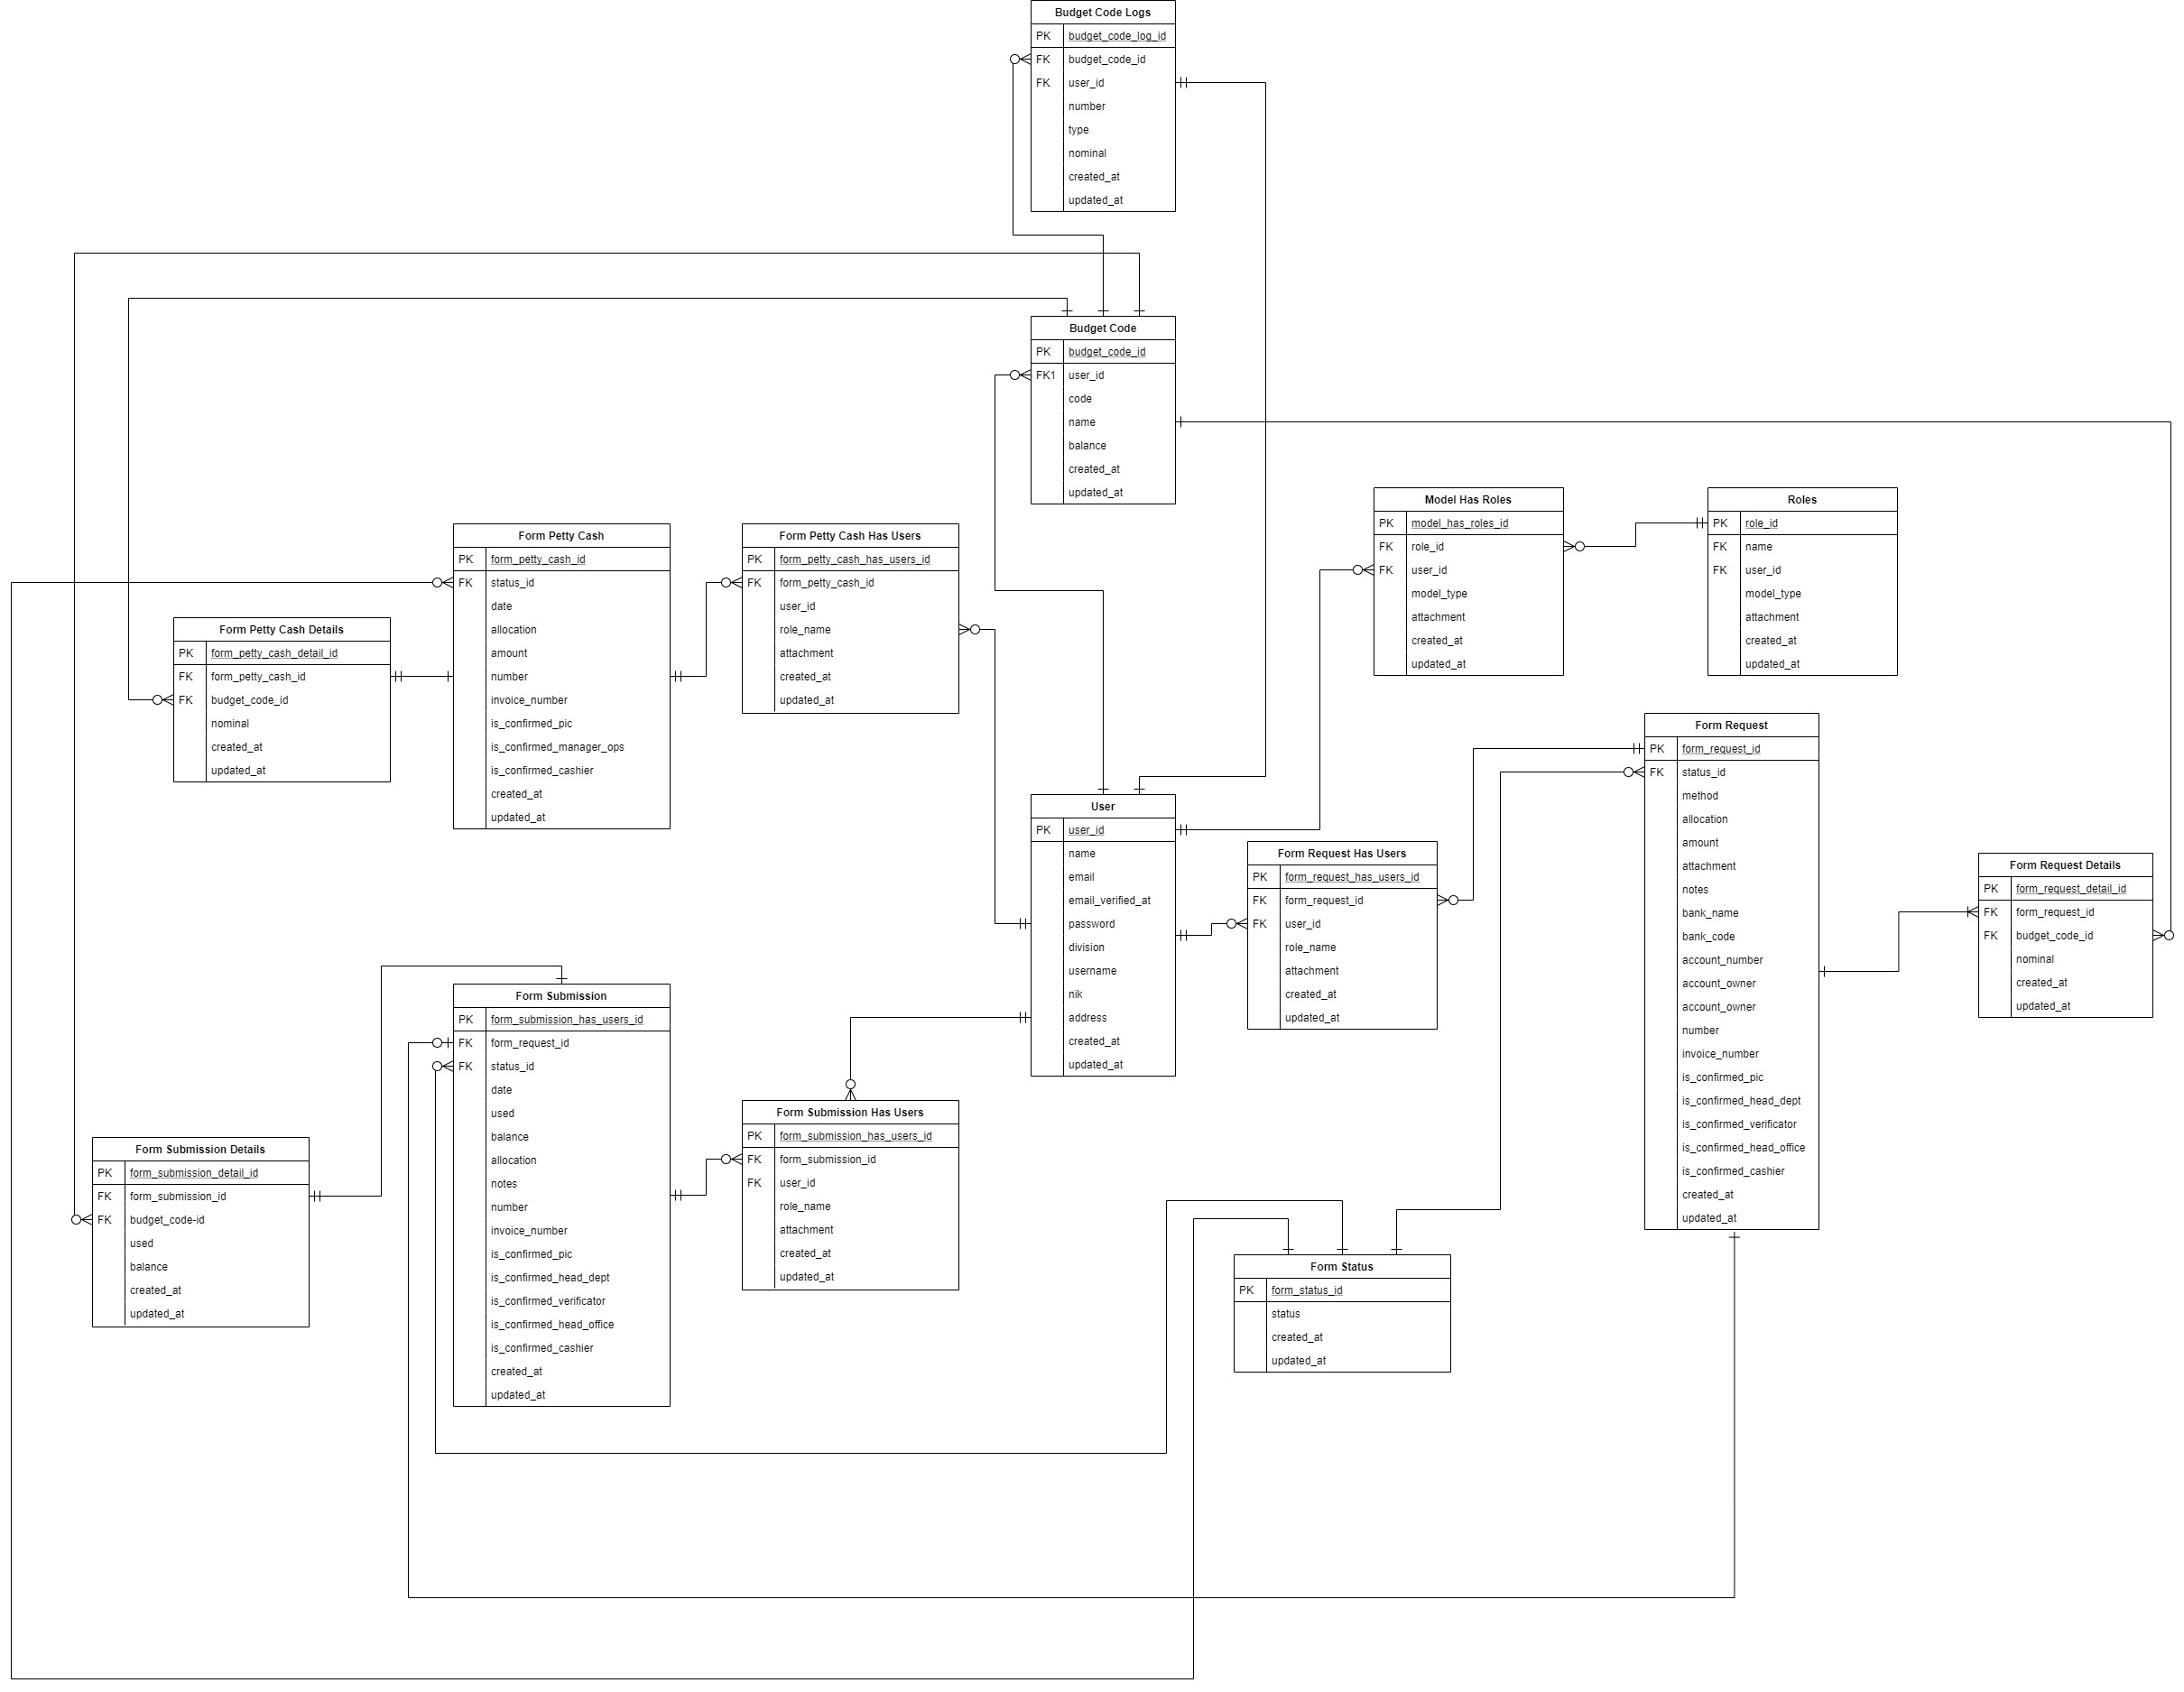 Budget Code Logs
PK budget_code_log_id
FK budget_code_id
FK user_id
number
type
nominal
created_at
updated_at
Budget Code
PK budget_code_id
FK1 user_id
code
name
balance
created_at
updated_at
Model Has Roles
PK model_has_roles_id
FK role_id
FK user_id
model_type
attachment
created_at
updated_at
Roles
PK role_id
FK name
FK user_id
model_type
attachment
created_at
updated_at
Form Petty Cash
PK form_petty_cash_id
FK status_id
date
allocation
amount
number
invoice_number
is_confirmed_pic
is_confirmed_manager_ops
is_confirmed_cashier
created_at
updated_at
Form Petty Cash Has Users
PK form_petty_cash_has_users_id
FK form_petty_cash_id
user_id
role_name
attachment
created_at
updated_at
Form Petty Cash Details
PK form_petty_cash_detail_id
FK form_petty_cash_id
FK budget_code_id
nominal
created_at
updated_at
Form Request
PK form_request_id
FK status_id
method
allocation
amount
attachment
notes
bank_name
bank_code
account_number
account_owner
account_owner
number
invoice_number
is_confirmed_pic
is_confirmed_head_dept
is_confirmed_verificator
is_confirmed_head_office
is_confirmed_cashier
created_at
updated_at
User
PK user_id
name
email
email_verified_at
password
division
username
nik
address
created_at
updated_at
Form Request Has Users
PK form_request_has_users_id
FK form_request_id
FK user_id
role_name
attachment
created_at
updated_at
Form Request Details
PK form_request_detail_id
FK form_request_id
FK budget_code_id
nominal
created_at
updated_at
Form Submission
PK form_submission_has_users_id
FK form_request_id
FK status_id
date
used
balance
allocation
notes
number
invoice_number
is_confirmed_pic
is_confirmed_head_dept
is_confirmed_verificator
is_confirmed_head_office
is_confirmed_cashier
created_at
updated_at
Form Submission Has Users
PK form_submission_has_users_id
FK form_submission_id
FK user_id
role_name
attachment
created_at
updated_at
Form Submission Details
PK form_submission_detail_id
FK form_submission_id
FK budget_code-id
used
balance
created_at
updated_at
Form Status
PK form_status_id
status
created_at
updated_at